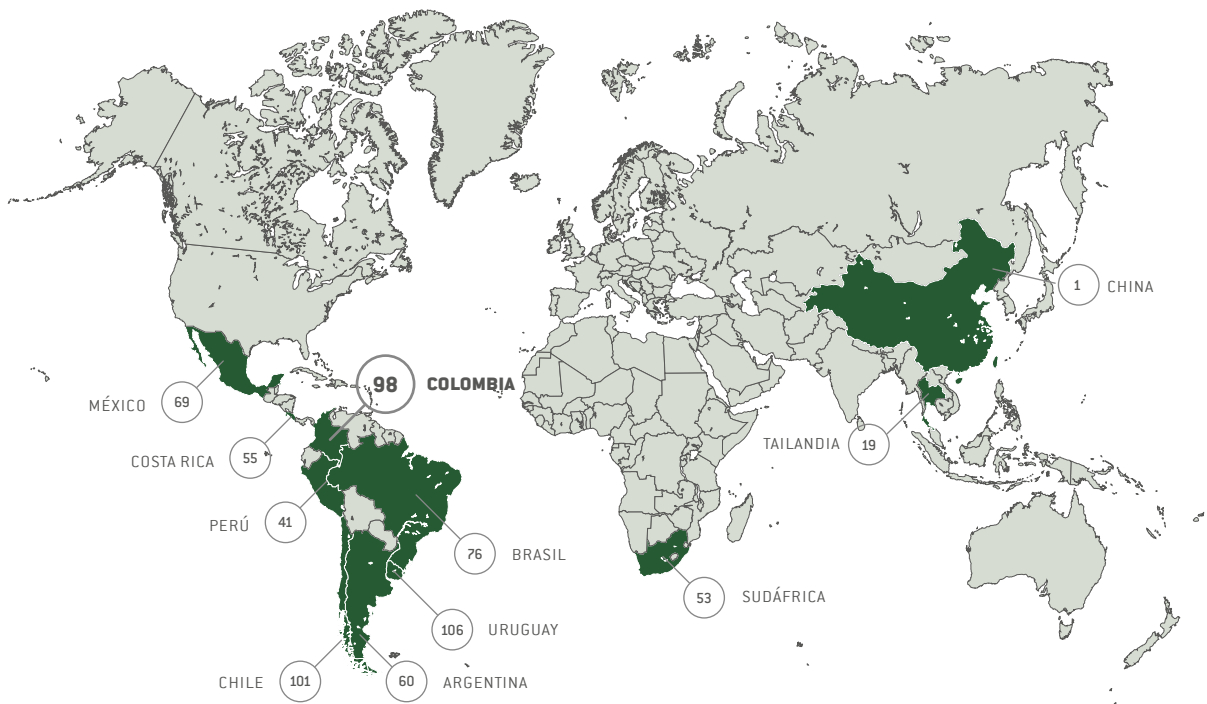 1 CHINA
98 COLOMBIA
MÉXICO 69
TAILANDIA 19
COSTA RICA 55
PERÚ 41
76 BRASIL
53 SUDÁFRICA
106 URUGUAY
CHILE 101
60 ARGENTINA